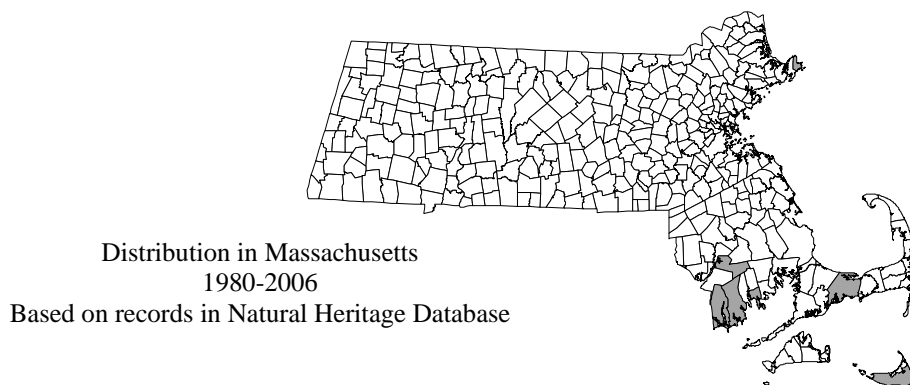 Distribution in Massachusetts
1980-2006
Based on records in Natural Heritage Database